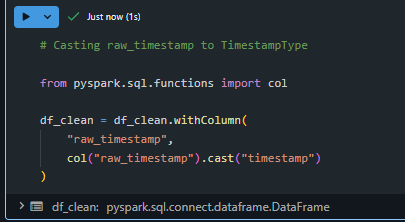 Just now (1s)
# Casting raw_timestamp to TimestampType
from pyspark.sql.functions import col
df_clean = df_clean.withColumn(
    "raw_timestamp",
    col("raw_timestamp").cast("timestamp")
)
df_clean: pyspark.sql.connect.dataframe.DataFrame